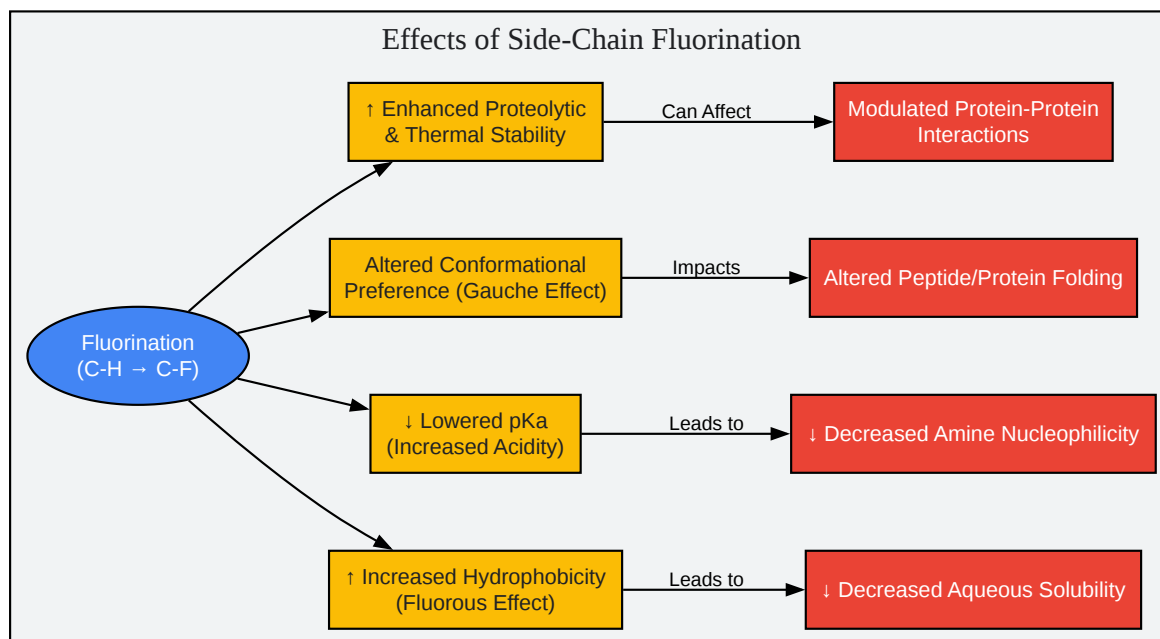 Effects of Side-Chain Fluorination
↑ Enhanced Proteolytic
& Thermal Stability
Can Affect
Modulated Protein-Protein
Interactions
Altered Conformational
Preference (Gauche Effect)
Impacts
Altered Peptide/Protein Folding
Fluorination
(C-H → C-F)
↓ Lowered pKa
(Increased Acidity)
Leads to
↓ Decreased Amine Nucleophilicity
↑ Increased Hydrophobicity
(Fluorous Effect)
Leads to
↓ Decreased Aqueous Solubility